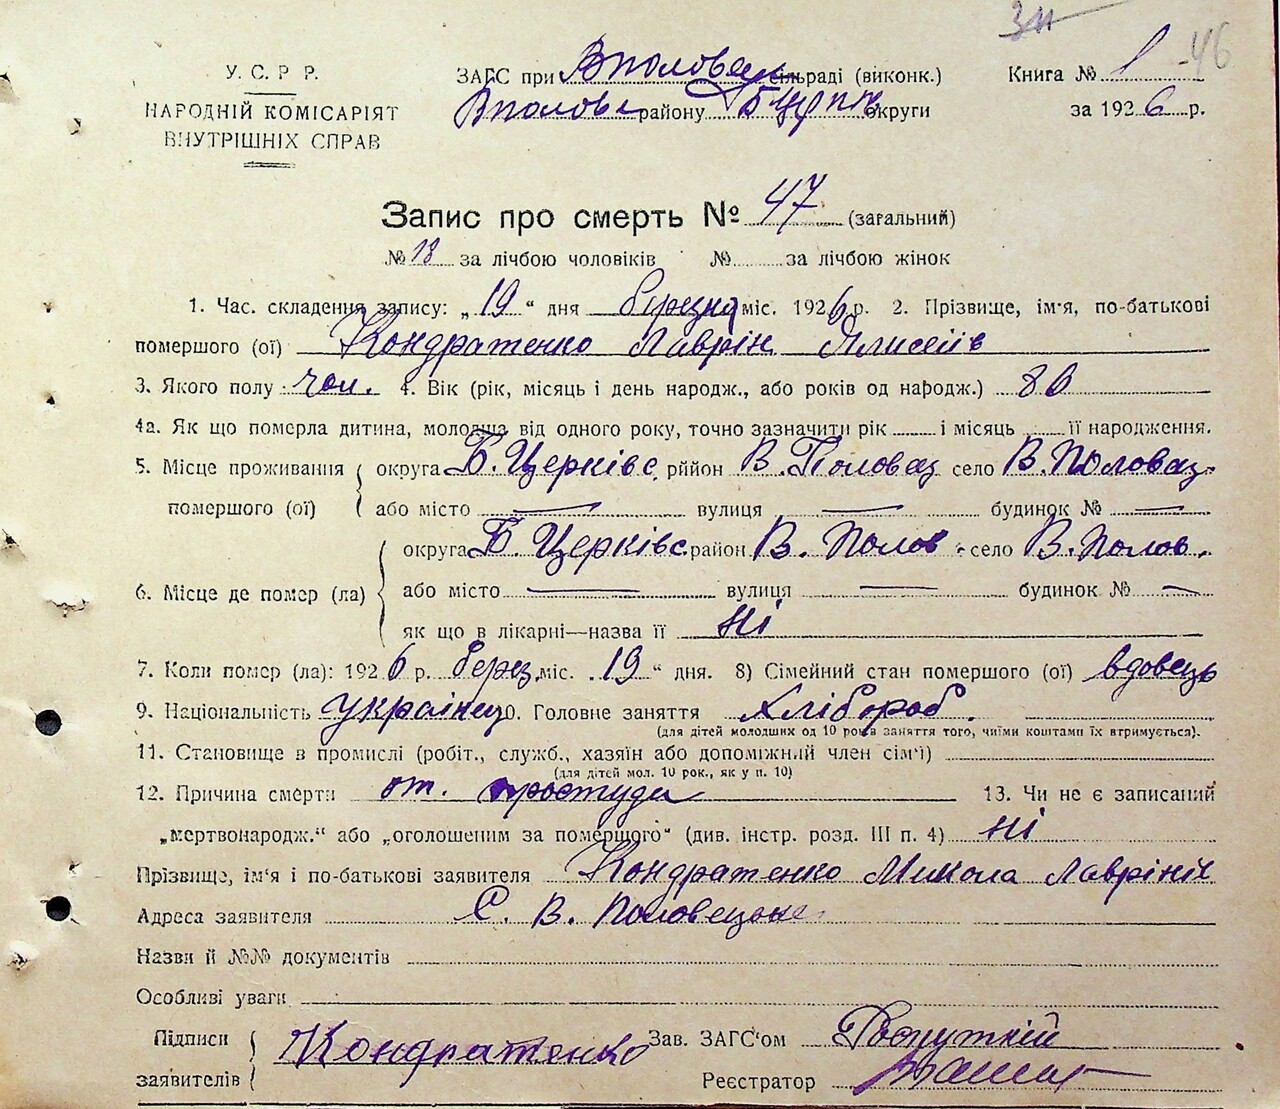 Зп
46
У. С. Р. Р.
НАРОДНІЙ КОМІСАРІЯТ
ВНУТРІШНІХ СПРАВ
ЗАГС при Вполовец сільраді (виконк.)
Вполове району БЦерк округи
Книга № 1
за 1926 р.
Запис про смерть № 47 (загальний)
№ 18 за лічбою чоловіків № за лічбою жінок
1. Час. складення запису: „19“ дня березня міс. 1926 р. 2. Прізвище, ім'я, по-батькові
помершого (ої) Кондратенко Лаврін Ялисеїв
3. Якого полу чол. 4. Вік (рік, місяць і день народж., або років од народж.) 80
4а. Як що померла дитина, молодша від одного року, точно зазначити рік і місяць її народження.
5. Місце проживання помершого (ої) округа Б. Церківс. рййон В. Половец село В. Половец.
або місто — вулиця — будинок № —
6. Місце де помер (ла) округа Б. Церківс. район В. Полов. село В. Полов.
або місто — вулиця — будинок № —
як що в лікарні—назва її Ні
7. Коли помер (ла): 1926 р. берез. міс. „19“ дня. 8) Сімейний стан помершого (ої) вдовець
9. Національність українец 10. Головне заняття хлібороб.
(для дітей молодших од 10 років заняття того, чиїми коштами їх втримується).
11. Становище в промислі (робіт., служб., хазяїн або допоміжний член сім'ї)
(для дітей мол. 10 рок., як у п. 10)
12. Причина смерти от. простуди 13. Чи не є записаний
„мертвонародж.“ або „оголошеним за помершого“ (див. інстр. розд. III п. 4) Ні
Прізвище, ім'я і по-батькові заявителя Кондратенко Микола Лавріній
Адреса заявителя С. В. Половецьке
Назви й №№ документів
Особливі уваги
Підписи заявителів Кондратенко Зав. ЗАГС'ом
Реєстратор